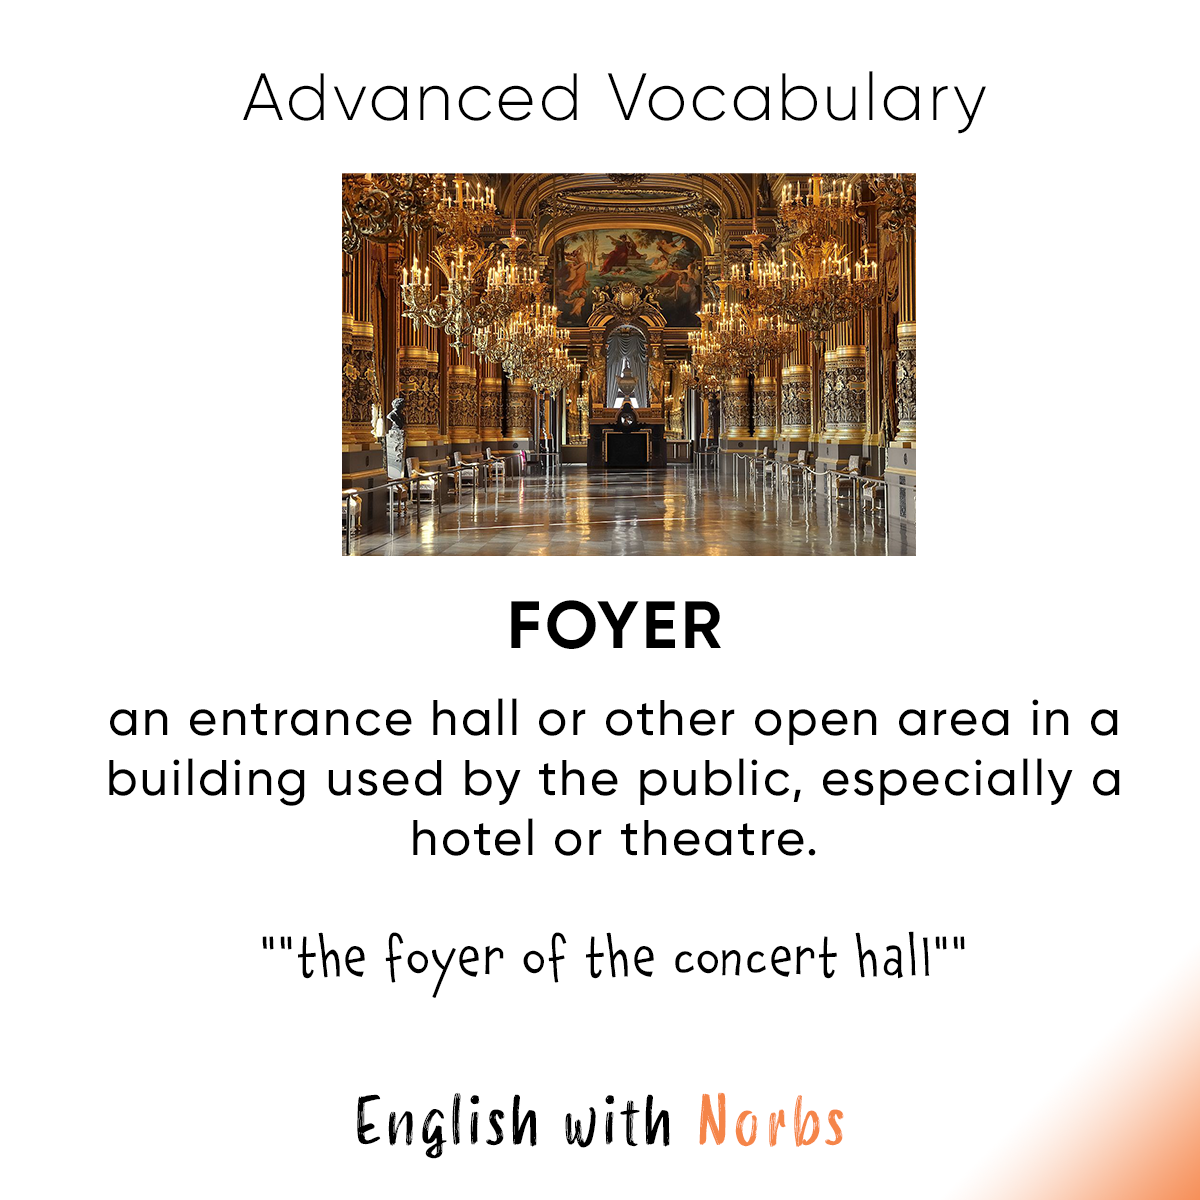 Advanced Vocabulary
FOYER
an entrance hall or other open area in a
building used by the public, especially a
hotel or theatre.
""the foyer of the concert hall""
English with Norbs